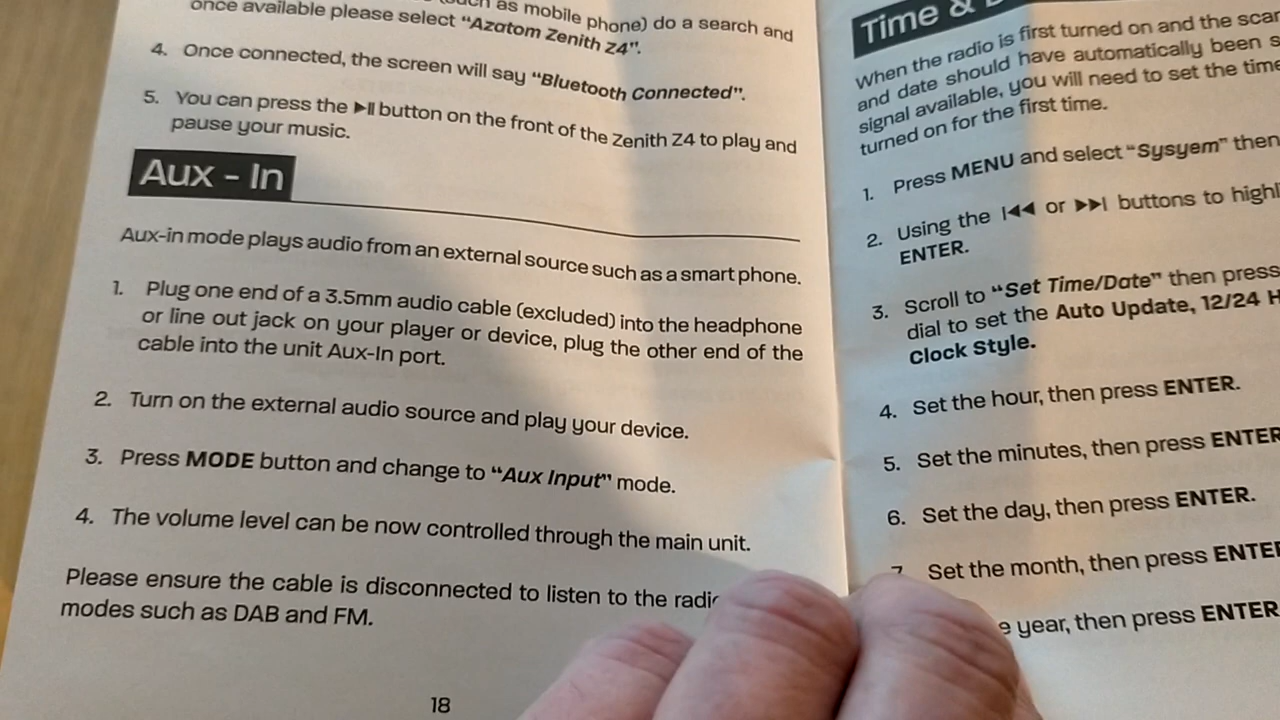 as mobile phone) do a search and
once available please select “Azatom Zenith Z4”.
4. Once connected, the screen will say “Bluetooth Connected”.
5. You can press the ▶II button on the front of the Zenith Z4 to play and
pause your music.
Aux - In
Aux-in mode plays audio from an external source such as a smart phone.
1. Plug one end of a 3.5mm audio cable (excluded) into the headphone
or line out jack on your player or device, plug the other end of the
cable into the unit Aux-In port.
2. Turn on the external audio source and play your device.
3. Press MODE button and change to “Aux Input” mode.
4. The volume level can be now controlled through the main unit.
Please ensure the cable is disconnected to listen to the
modes such as DAB and FM.
18
Time &
When the radio is first turned on and the
and date should have automatically been
signal available, you will need to set the
turned on for the first time.
1. Press MENU and select “Sysyem” then
2. Using the I◀◀ or ▶▶I buttons to
ENTER.
3. Scroll to “Set Time/Date” then press
dial to set the Auto Update, 12/24
Clock Style.
4. Set the hour, then press ENTER.
5. Set the minutes, then press ENTER
6. Set the day, then press ENTER.
7. Set the month, then press
year, then press ENTER